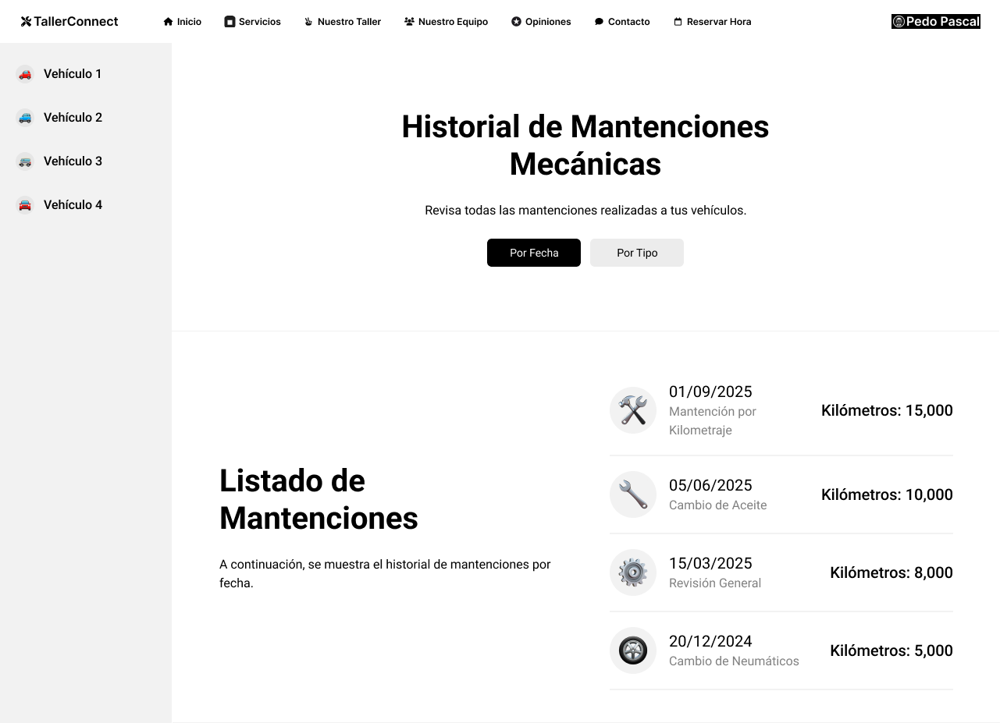 TallerConnect
Inicio
Servicios
Nuestro Taller
Nuestro Equipo
Opiniones
Contacto
Reservar Hora
Pedo Pascal
Vehículo 1
Vehículo 2
Vehículo 3
Vehículo 4
Historial de Mantenciones
Mecánicas
Revisa todas las mantenciones realizadas a tus vehículos.
Por Fecha
Por Tipo
Listado de
Mantenciones
A continuación, se muestra el historial de mantenciones por
fecha.
01/09/2025
Mantención por
Kilometraje
Kilómetros: 15,000
05/06/2025
Cambio de Aceite
Kilómetros: 10,000
15/03/2025
Revisión General
Kilómetros: 8,000
20/12/2024
Cambio de Neumáticos
Kilómetros: 5,000